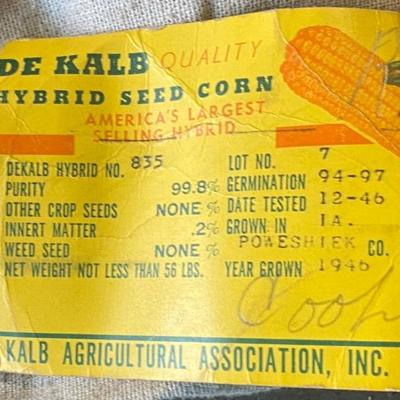 DE KALB QUALITY
HYBRID SEED CORN
AMERICA'S LARGEST
SELLING HYBRID
DEKALB HYBRID NO. 835 LOT NO. 7
PURITY 99.8% GERMINATION 94-97
OTHER CROP SEEDS NONE % DATE TESTED 12-46
INNERT MATTER .2% GROWN IN IA.
WEED SEED NONE % POWESHIEK CO.
NET WEIGHT NOT LESS THAN 56 LBS. YEAR GROWN 1946
KALB AGRICULTURAL ASSOCIATION, INC.